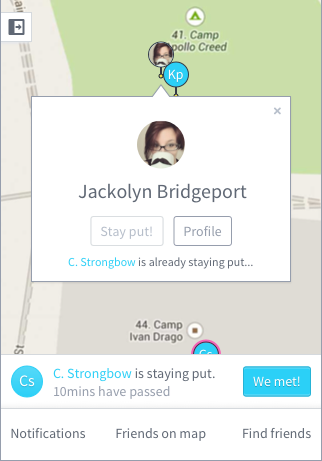 41. Camp
Apollo Creed
Kp
×
Jackolyn Bridgeport
Stay put!
Profile
C. Strongbow is already staying put...
44. Camp
Ivan Drago
Cs
Cs
C. Strongbow is staying put.
10mins have passed
We met!
Notifications
Friends on map
Find friends